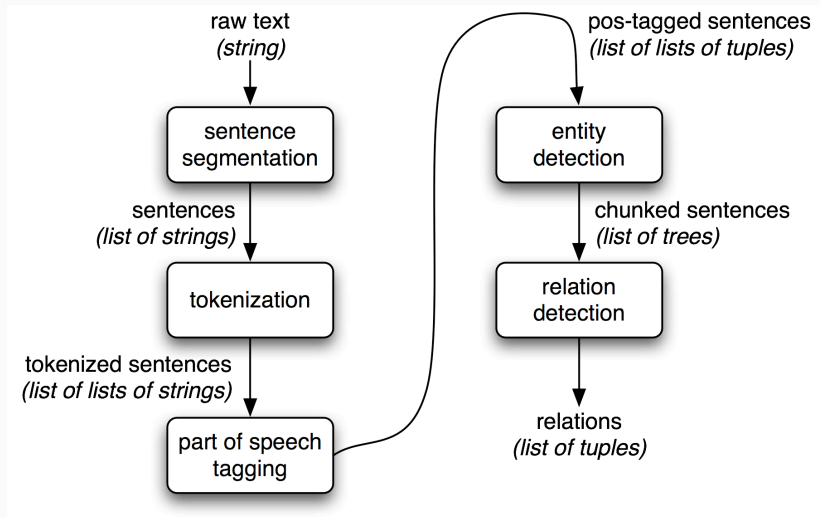 raw text
(string)
sentence
segmentation
sentences
(list of strings)
tokenization
tokenized sentences
(list of lists of strings)
part of speech
tagging
pos-tagged sentences
(list of lists of tuples)
entity
detection
chunked sentences
(list of trees)
relation
detection
relations
(list of tuples)